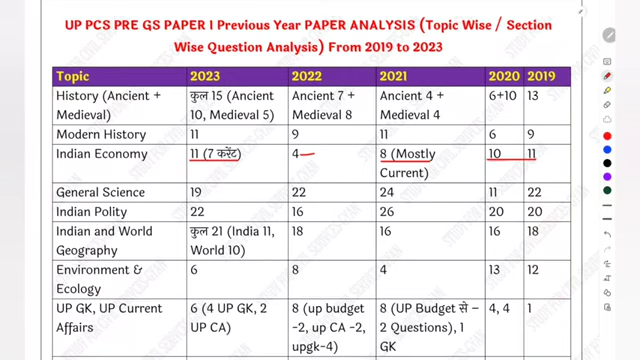 UP PCS PRE GS PAPER I Previous Year PAPER ANALYSIS (Topic Wise / Section
Wise Question Analysis) From 2019 to 2023
Topic 2023 2022 2021 2020 2019
History (Ancient + कुल 15 (Ancient Ancient 7 + Ancient 4 + 6+10 13
Medieval) 10, Medieval 5) Medieval 8 Medieval 4
Modern History 11 9 11 6 9
Indian Economy 11 (7 करेंट) 4 8 (Mostly 10 11
Current)
General Science 19 22 24 11 22
Indian Polity 22 16 26 20 20
Indian and World कुल 21 (India 11, 18 16 16 18
Geography World 10)
Environment & 6 8 4 13 12
Ecology
UP GK, UP Current 6 (4 UP GK, 2 8 (up budget 8 (UP Budget से – 4, 4 1
Affairs UP CA) -2, up CA -2, 2 Questions), 1
upgk-4) GK